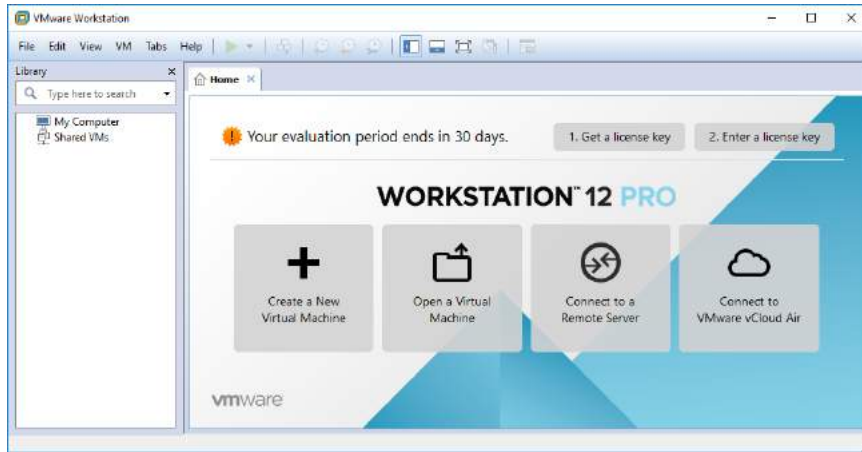 VMware Workstation
File Edit View VM Tabs Help
Library
Type here to search
My Computer
Shared VMs
Home
Your evaluation period ends in 30 days.
1. Get a license key
2. Enter a license key
WORKSTATION™ 12 PRO
Create a New
Virtual Machine
Open a Virtual
Machine
Connect to a
Remote Server
Connect to
VMware vCloud Air
vmware